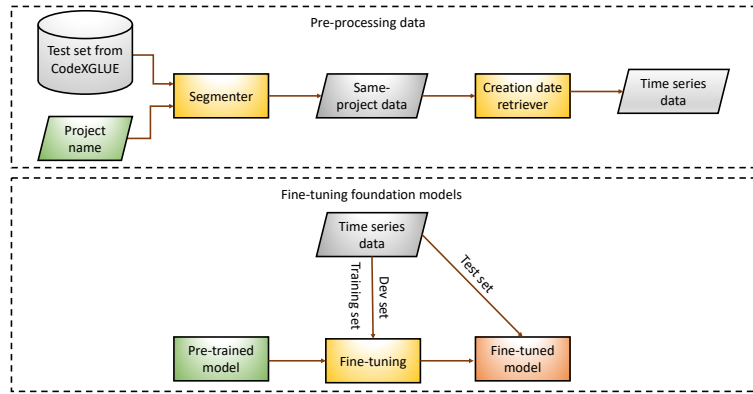 Pre-processing data
Test set from
CodeXGLUE
Segmenter
Same-
project data
Creation date
retriever
Time series
data
Project
name
Fine-tuning foundation models
Time series
data
Training set
Dev set
Test set
Pre-trained
model
Fine-tuning
Fine-tuned
model